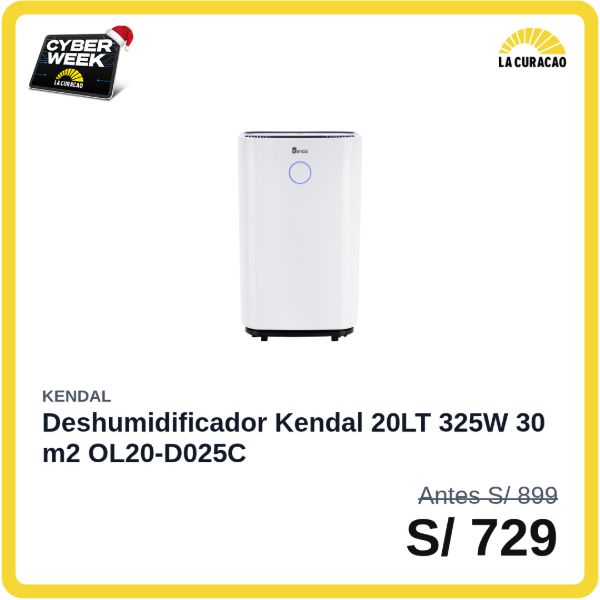 CYBER
WEEK
LA CURACAO
LA CURACAO
Kendal
KENDAL
Deshumidificador Kendal 20LT 325W 30
m2 OL20-D025C
Antes S/ 899
S/ 729